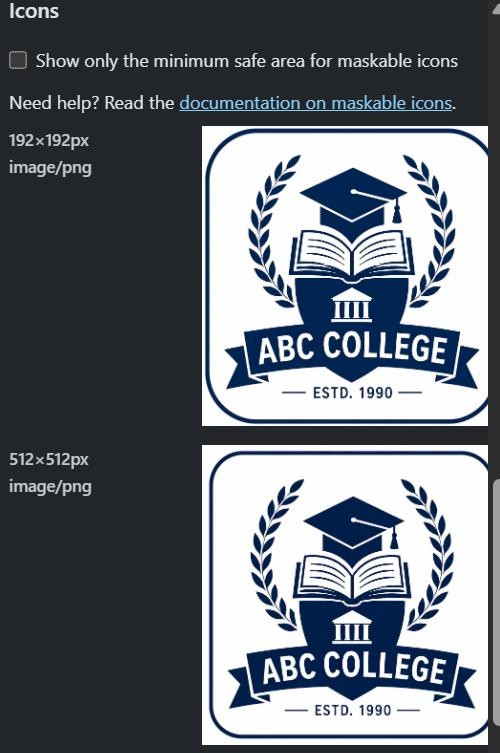 Icons
Show only the minimum safe area for maskable icons
Need help? Read the documentation on maskable icons.
192×192px
image/png
ABC COLLEGE
ESTD. 1990
512×512px
image/png
ABC COLLEGE
ESTD. 1990